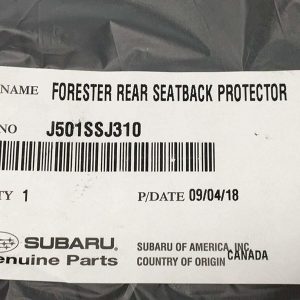 NAME FORESTER REAR SEATBACK PROTECTOR
NO J501SSJ310
TY 1 P/DATE 09/04/18
SUBARU. SUBARU OF AMERICA, INC.
enuine Parts COUNTRY OF ORIGIN CANADA